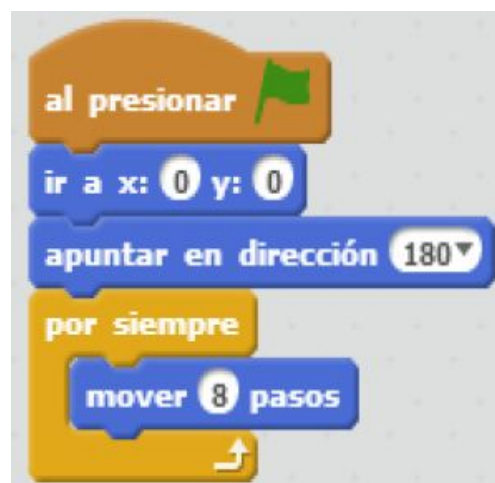 al presionar
ir a x: 0 y: 0
apuntar en dirección 180
por siempre
mover 8 pasos